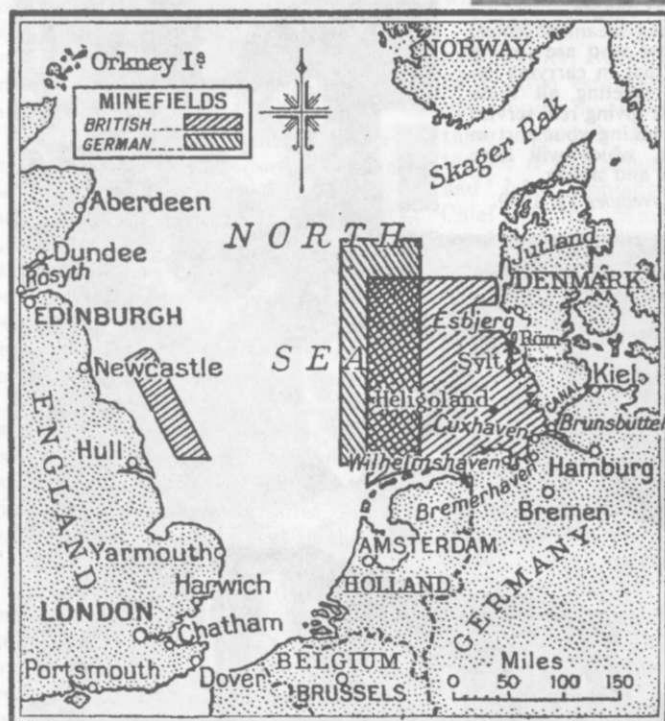 Orkney Iˢ
MINEFIELDS
BRITISH
GERMAN
NORWAY
Skager Rak
Aberdeen
NORTH
SEA
Dundee
Rosyth
EDINBURGH
Jutland
DENMARK
Esbjerg
Röm
Sylt
Newcastle
Kiel
CANAL
Heligoland
Cuxhaven
Brunsbuttel
ENGLAND
Hull
Wilhelmshaven
Hamburg
Bremerhaven
Bremen
Yarmouth
AMSTERDAM
Harwich
HOLLAND
GERMANY
LONDON
Chatham
BELGIUM
Miles
Portsmouth
Dover
BRUSSELS
0 50 100 150